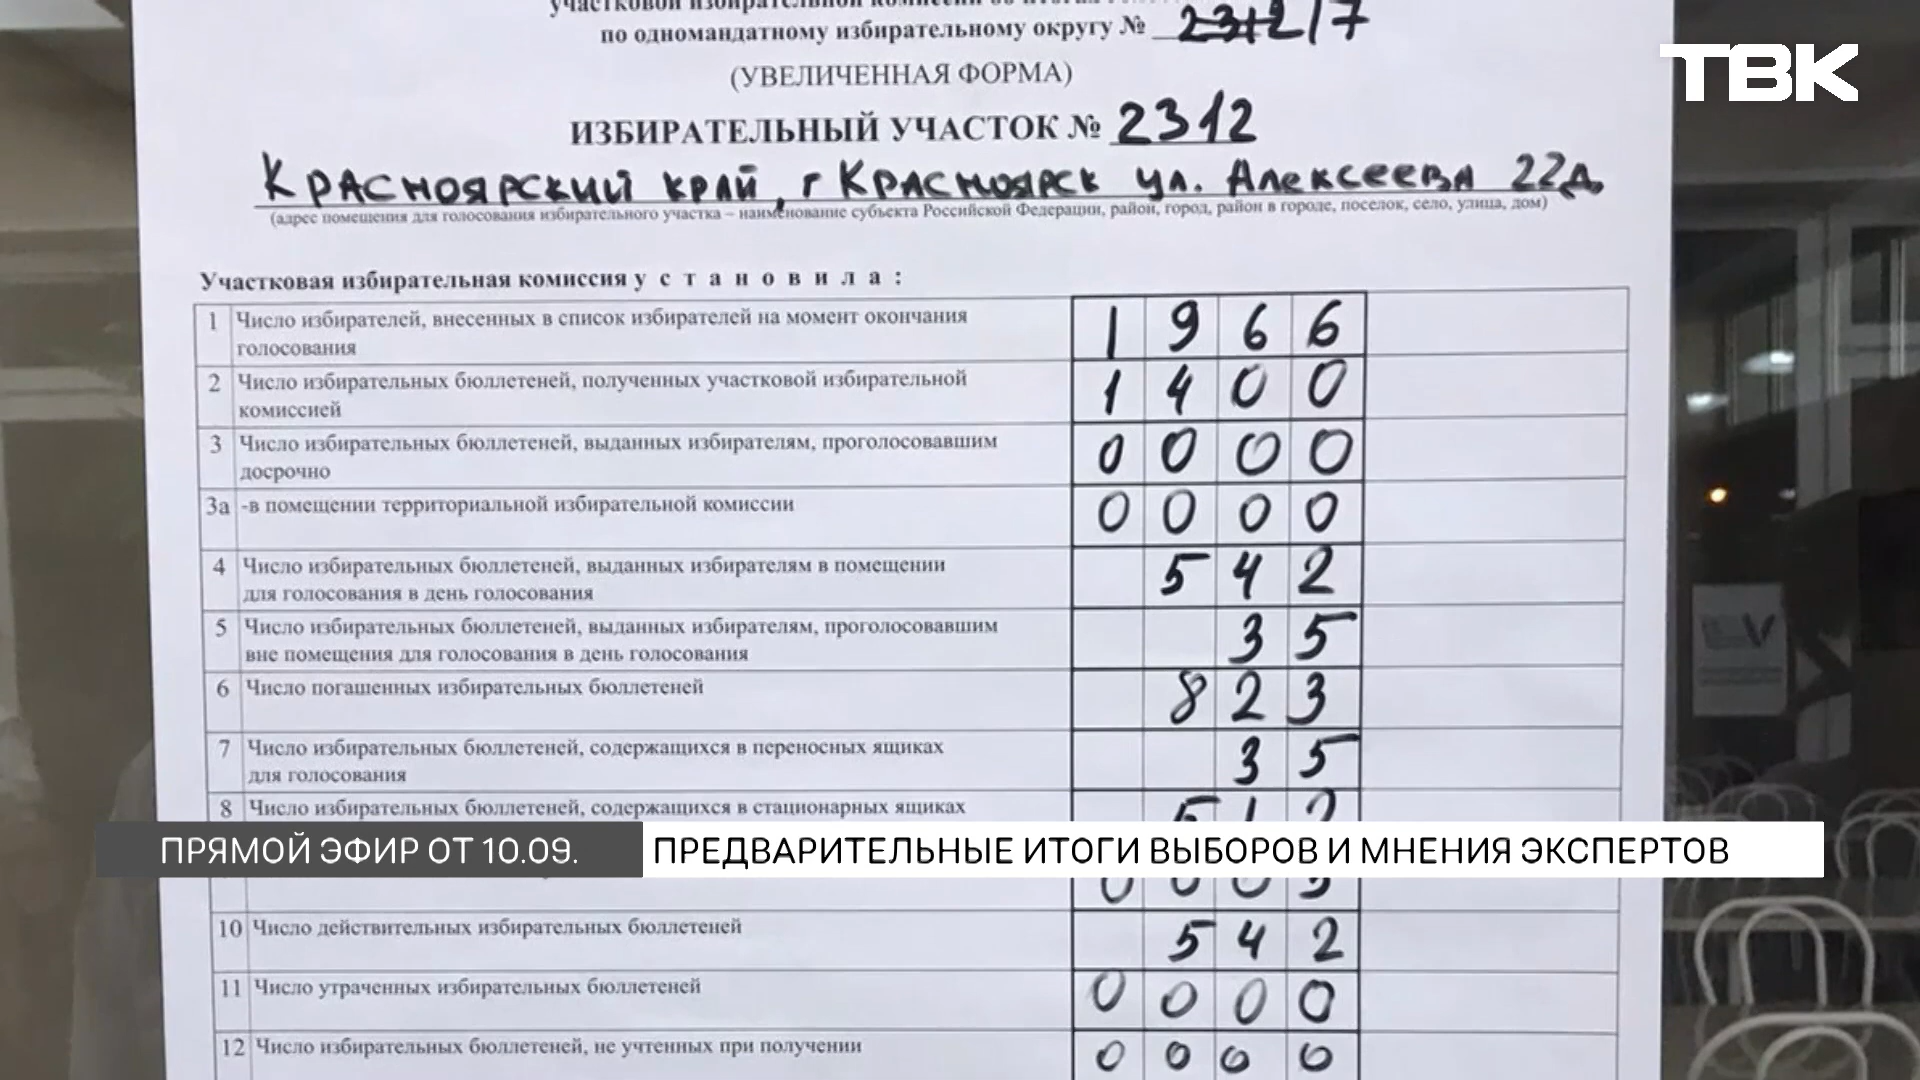 участковой избирательной комиссии об итогах
по одномандатному избирательному округу № 2312/7
ТВК
(УВЕЛИЧЕННАЯ ФОРМА)
ИЗБИРАТЕЛЬНЫЙ УЧАСТОК № 2312
Красноярский край, г Красноярск ул. Алексеева 22д
(адрес помещения для голосования избирательного участка – наименование субъекта Российской Федерации, район, город, район в городе, поселок, село, улица, дом)
Участковая избирательная комиссия у с т а н о в и л а :
1 Число избирателей, внесенных в список избирателей на момент окончания 1 9 6 6
голосования
2 Число избирательных бюллетеней, полученных участковой избирательной 1 4 0 0
комиссией
3 Число избирательных бюллетеней, выданных избирателям, проголосовавшим 0 0 0 0
досрочно
3а -в помещении территориальной избирательной комиссии 0 0 0 0
4 Число избирательных бюллетеней, выданных избирателям в помещении 5 4 2
для голосования в день голосования
5 Число избирательных бюллетеней, выданных избирателям, проголосовавшим 3 5
вне помещения для голосования в день голосования
6 Число погашенных избирательных бюллетеней 8 2 3
7 Число избирательных бюллетеней, содержащихся в переносных ящиках 3 5
для голосования
8 Число избирательных бюллетеней, содержащихся в стационарных ящиках
ПРЯМОЙ ЭФИР ОТ 10.09. ПРЕДВАРИТЕЛЬНЫЕ ИТОГИ ВЫБОРОВ И МНЕНИЯ ЭКСПЕРТОВ
10 Число действительных избирательных бюллетеней 5 4 2
11 Число утраченных избирательных бюллетеней 0 0 0 0
12 Число избирательных бюллетеней, не учтенных при получении 0 0 0 0